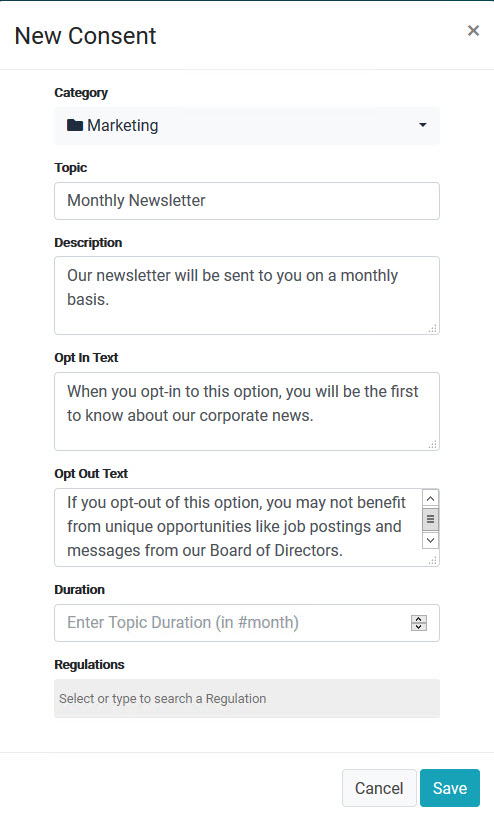 New Consent
×
Category
Marketing
Topic
Monthly Newsletter
Description
Our newsletter will be sent to you on a monthly
basis.
Opt In Text
When you opt-in to this option, you will be the first
to know about our corporate news.
Opt Out Text
If you opt-out of this option, you may not benefit
from unique opportunities like job postings and
messages from our Board of Directors.
Duration
Enter Topic Duration (in #month)
Regulations
Select or type to search a Regulation
Cancel Save